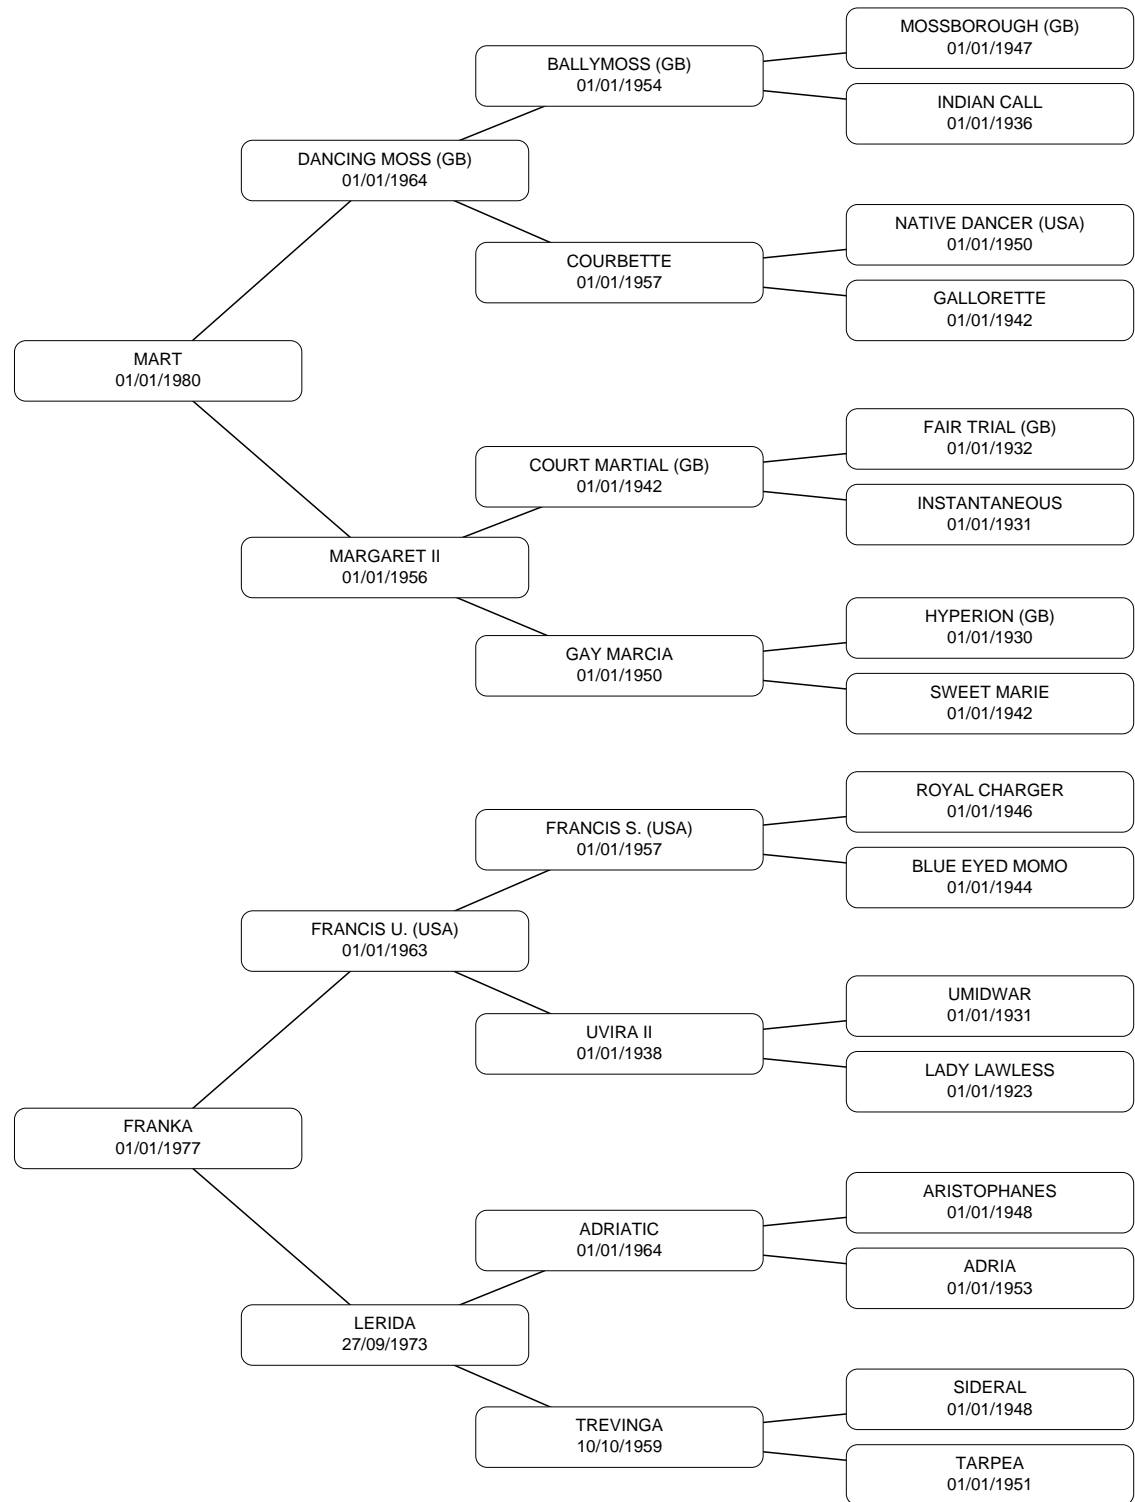 MOSSBOROUGH (GB)
01/01/1947
BALLYMOSS (GB)
01/01/1954
INDIAN CALL
01/01/1936
DANCING MOSS (GB)
01/01/1964
NATIVE DANCER (USA)
01/01/1950
COURBETTE
01/01/1957
GALLORETTE
01/01/1942
MART
01/01/1980
FAIR TRIAL (GB)
01/01/1932
COURT MARTIAL (GB)
01/01/1942
INSTANTANEOUS
01/01/1931
MARGARET II
01/01/1956
HYPERION (GB)
01/01/1930
GAY MARCIA
01/01/1950
SWEET MARIE
01/01/1942
ROYAL CHARGER
01/01/1946
FRANCIS S. (USA)
01/01/1957
BLUE EYED MOMO
01/01/1944
FRANCIS U. (USA)
01/01/1963
UMIDWAR
01/01/1931
UVIRA II
01/01/1938
LADY LAWLESS
01/01/1923
FRANKA
01/01/1977
ARISTOPHANES
01/01/1948
ADRIATIC
01/01/1964
ADRIA
01/01/1953
LERIDA
27/09/1973
SIDERAL
01/01/1948
TREVINGA
10/10/1959
TARPEA
01/01/1951